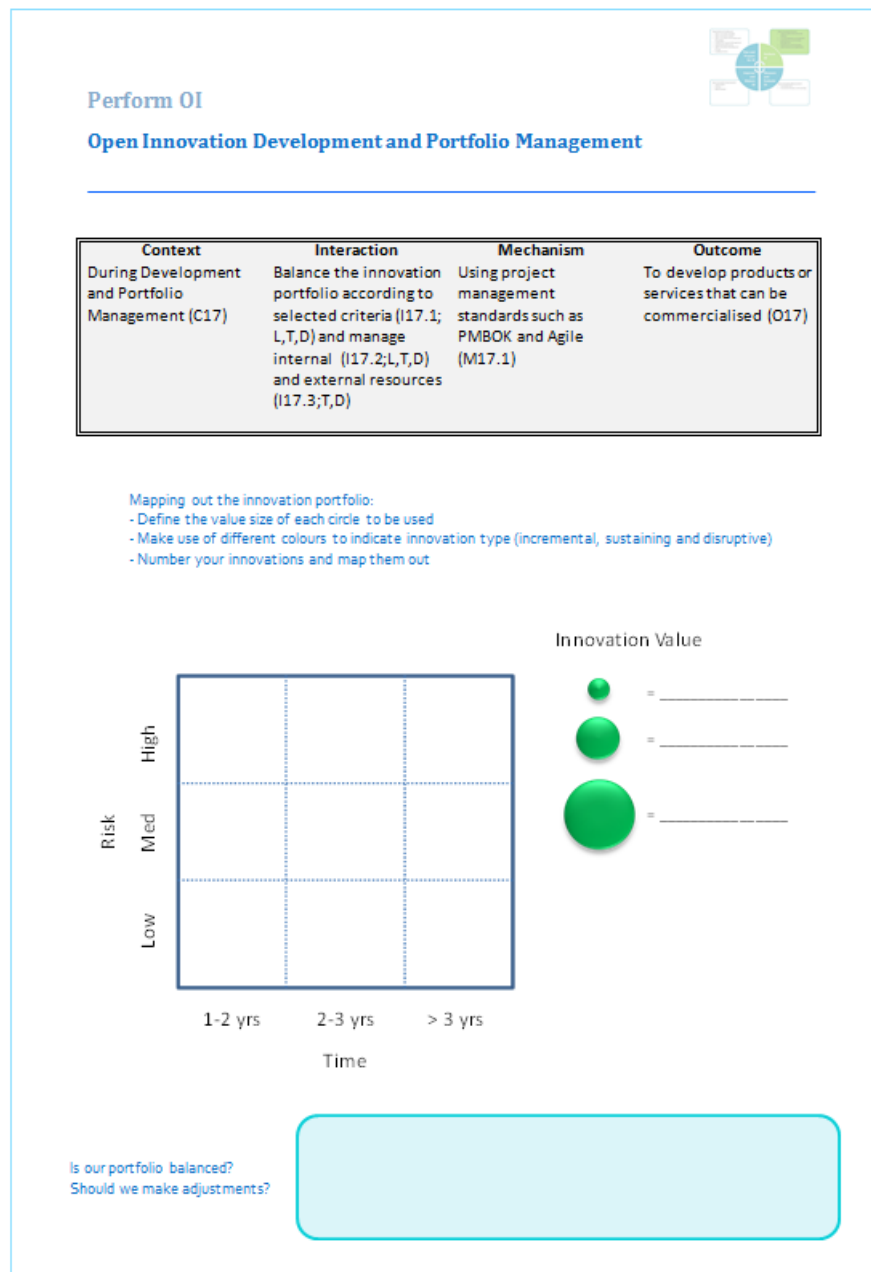 Perform OI
Open Innovation Development and Portfolio Management
Context
During Development
and Portfolio
Management (C17)
Interaction
Balance the innovation
portfolio according to
selected criteria (I17.1;
L,T,D) and manage
internal (I17.2;L,T,D)
and external resources
(I17.3;T,D)
Mechanism
Using project
management
standards such as
PMBOK and Agile
(M17.1)
Outcome
To develop products or
services that can be
commercialised (O17)
Mapping out the innovation portfolio:
- Define the value size of each circle to be used
- Make use of different colours to indicate innovation type (incremental, sustaining and disruptive)
- Number your innovations and map them out
Innovation Value
= ________________
= ________________
= ________________
Risk
High
Med
Low
1-2 yrs
2-3 yrs
> 3 yrs
Time
Is our portfolio balanced?
Should we make adjustments?